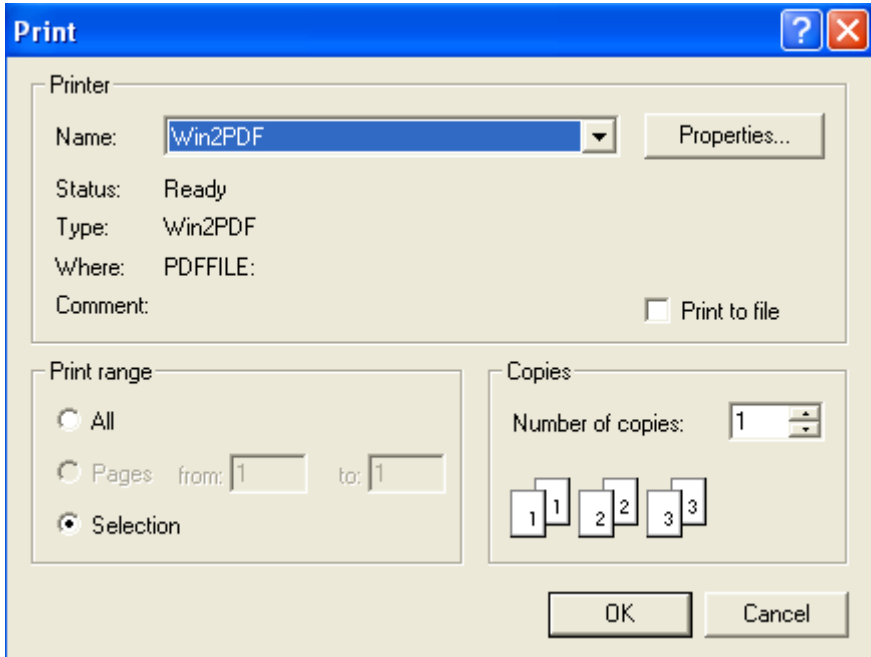 Print
Printer
Name: Win2PDF Properties...
Status: Ready
Type: Win2PDF
Where: PDFFILE:
Comment: Print to file
Print range
All
Pages from: 1 to: 1
Selection
Copies
Number of copies: 1
1 1 2 2 3 3
OK Cancel